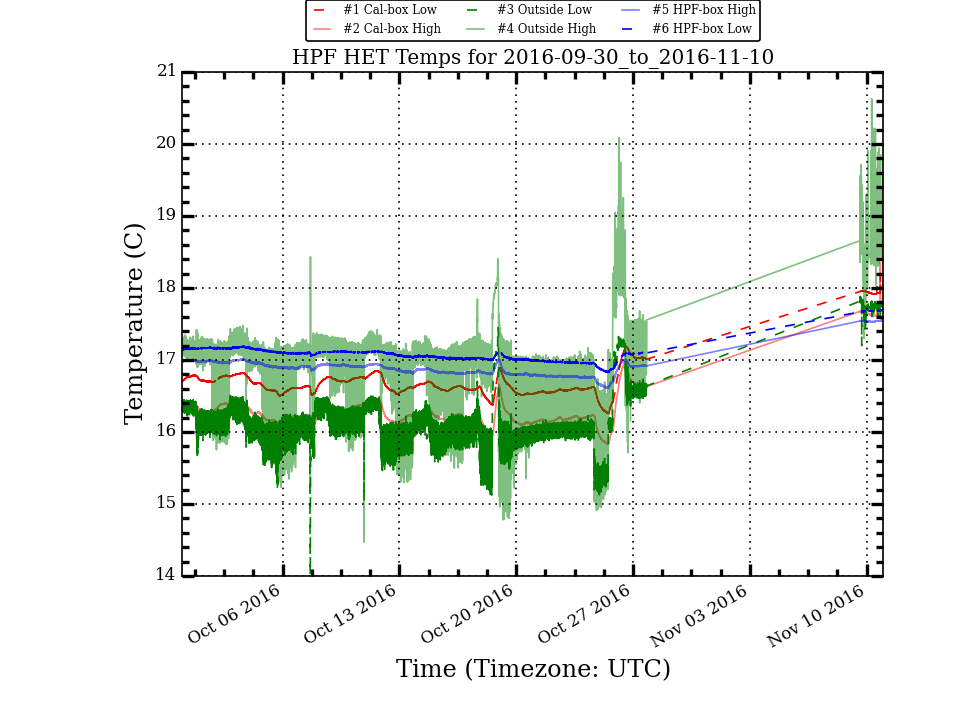 #1 Cal-box Low #3 Outside Low #5 HPF-box High
#2 Cal-box High #4 Outside High #6 HPF-box Low
HPF HET Temps for 2016-09-30_to_2016-11-10
21
20
19
18
17
16
15
14
Temperature (C)
Oct 06 2016 Oct 13 2016 Oct 20 2016 Oct 27 2016 Nov 03 2016 Nov 10 2016
Time (Timezone: UTC)